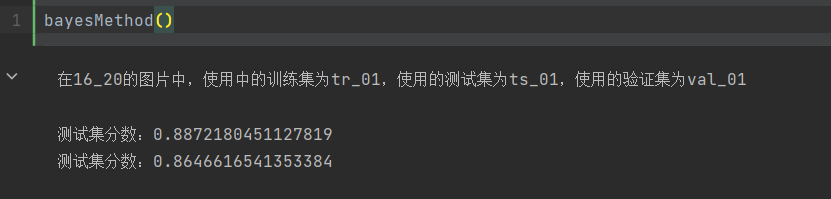 1 bayesMethod()
在16_20的图片中，使用中的训练集为tr_01，使用的测试集为ts_01，使用的验证集为val_01
测试集分数：0.8872180451127819
测试集分数：0.8646616541353384